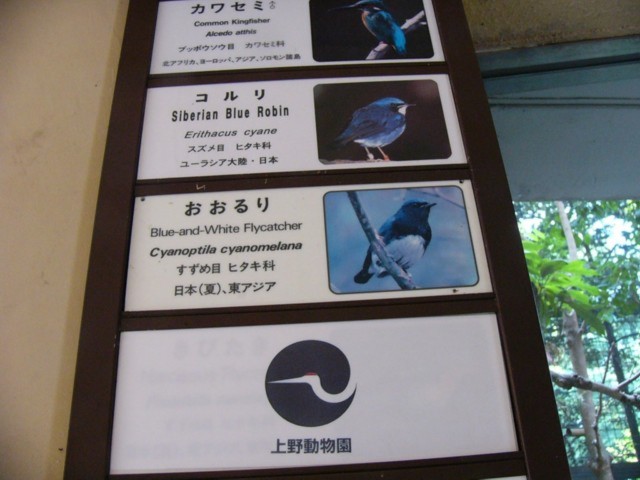 カワセミ
Common Kingfisher
Alcedo atthis
ブッポウソウ目 カワセミ科
北アフリカ、ヨーロッパ、アジア、ソロモン諸島
コルリ
Siberian Blue Robin
Erithacus cyane
スズメ目 ヒタキ科
ユーラシア大陸・日本
おおるり
Blue-and-White Flycatcher
Cyanoptila cyanomelana
すずめ目 ヒタキ科
日本(夏)、東アジア
上野動物園